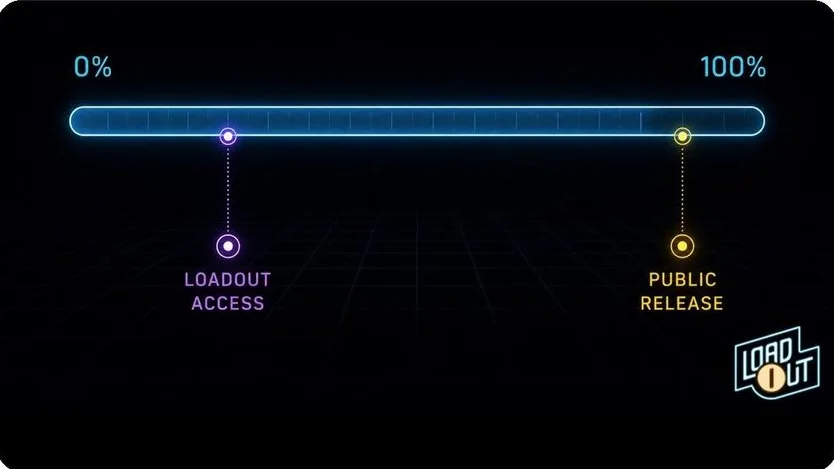 0%
100%
LOADOUT
ACCESS
PUBLIC
RELEASE
LOAD
OUT